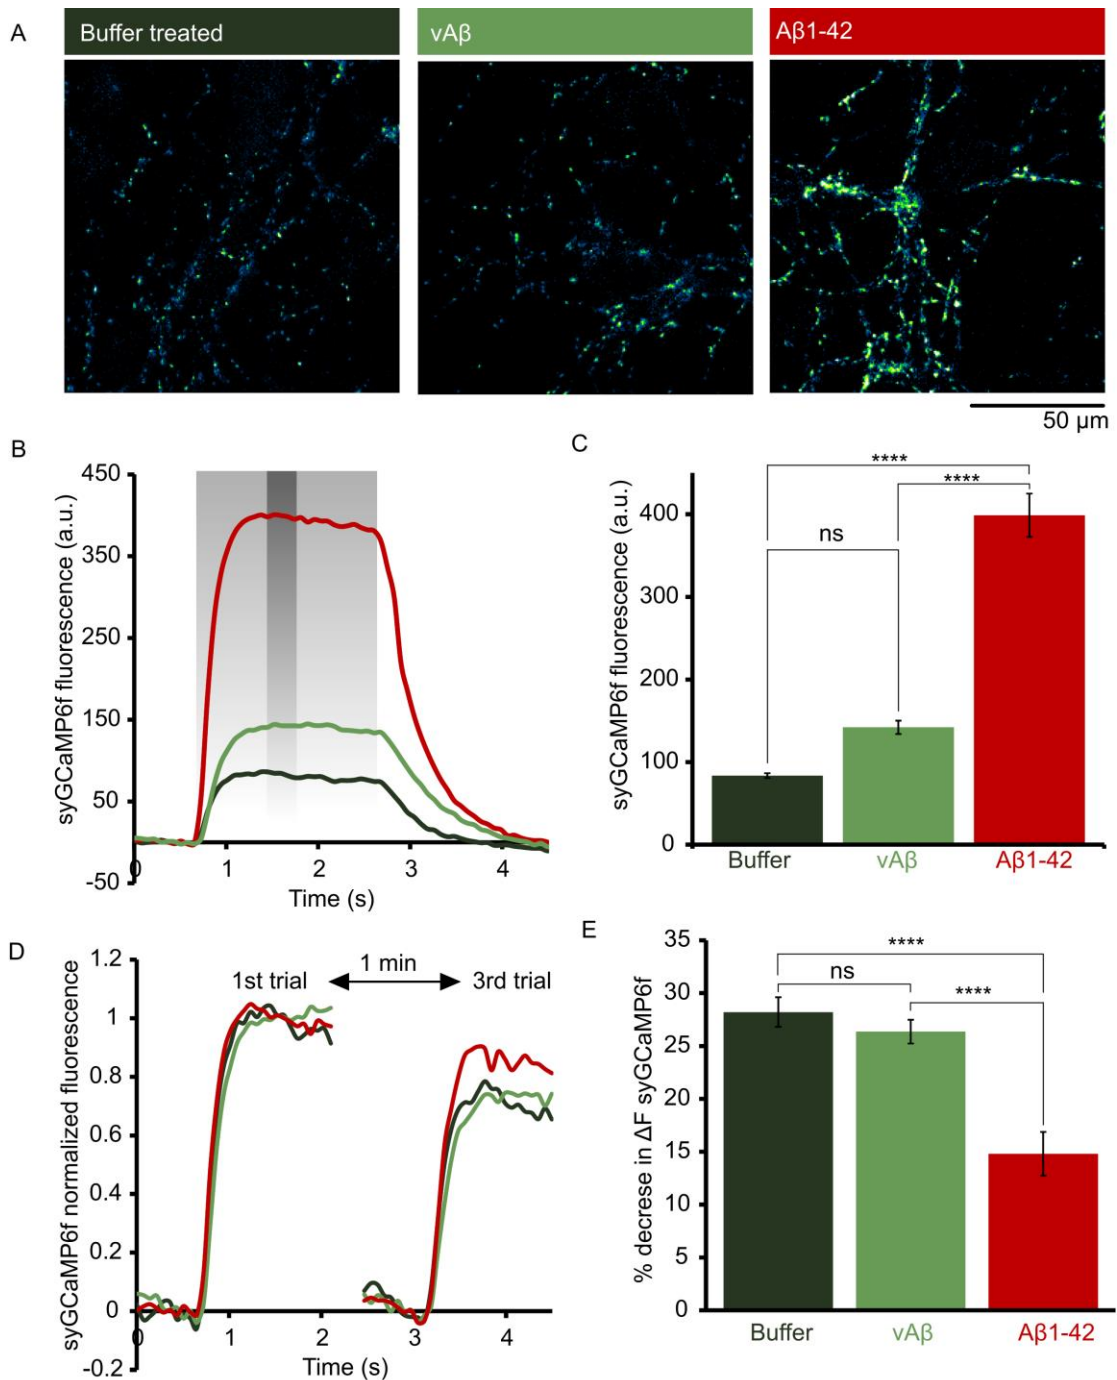 A
Buffer treated
vAβ
Aβ1-42
50 µm
B
syGCaMP6f fluorescence (a.u.)
450
350
250
150
50
0
-50
0
1
2
3
4
Time (s)
C
syGCaMP6f fluorescence (a.u.)
400
300
200
100
0
****
****
ns
Buffer
vAβ
Aβ1-42
D
syGCaMP6f normalized fluorescence
1.2
1
0.8
0.6
0.4
0.2
0
-0.2
1st trial
1 min
3rd trial
0
1
2
3
4
Time (s)
E
% decrese in ΔF syGCaMP6f
35
30
25
20
15
10
5
0
****
ns
****
Buffer
vAβ
Aβ1-42